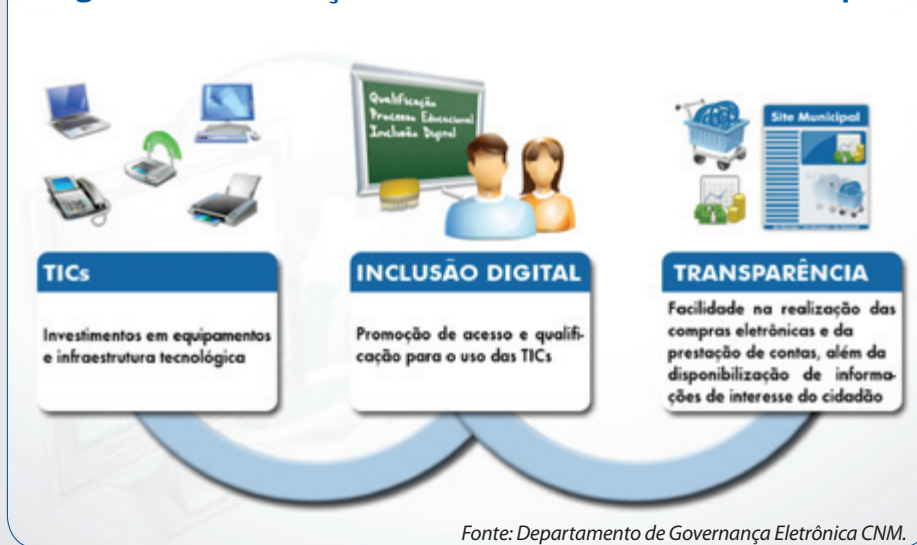 Qualificação
Processo Educacional
Inclusão Digital
Site Municipal
TICs
Investimentos em equipamentos
e infraestrutura tecnológica
INCLUSÃO DIGITAL
Promoção de acesso e qualifi-
cação para o uso das TICs
TRANSPARÊNCIA
Facilidade na realização das
compras eletrônicas e da
prestação de contas, além da
disponibilização de informa-
ções de interesse do cidadão
Fonte: Departamento de Governança Eletrônica CNM.